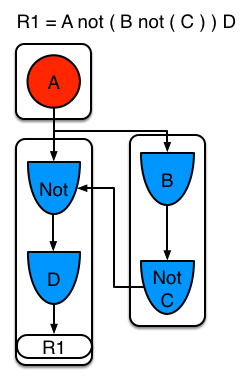 R1 = A not ( B not ( C ) ) D
A
Not
B
D
Not
C
R1